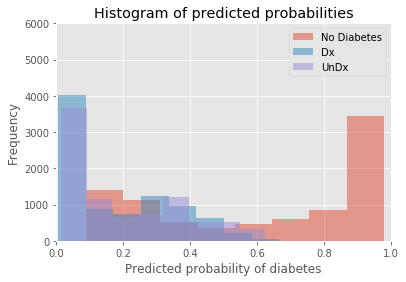 Histogram of predicted probabilities
6000
5000
4000
3000
2000
1000
0
Frequency
No Diabetes
Dx
UnDx
0.0 0.2 0.4 0.6 0.8 1.0
Predicted probability of diabetes